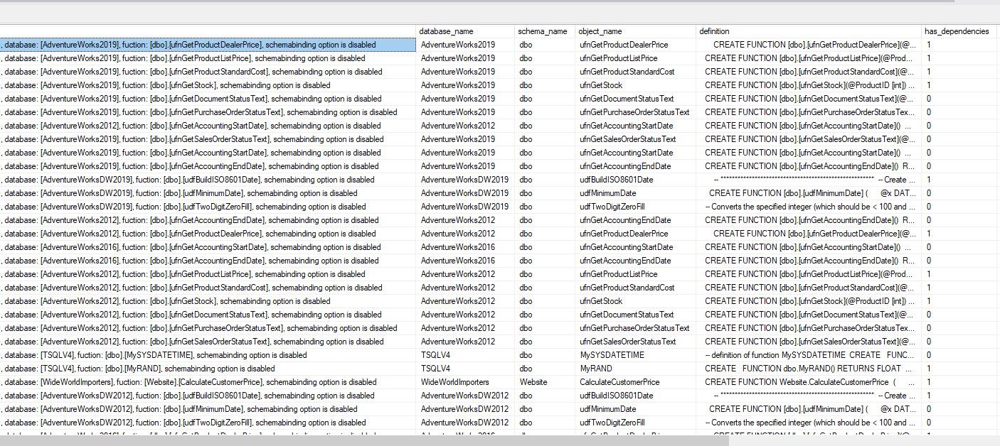 database_name schema_name object_name definition has_dependencies
, database: [AdventureWorks2019], fuction: [dbo].[ufnGetProductDealerPrice], schemabinding option is disabled AdventureWorks2019 dbo ufnGetProductDealerPrice CREATE FUNCTION [dbo].[ufnGetProductDealerPrice](@... 1
, database: [AdventureWorks2019], fuction: [dbo].[ufnGetProductListPrice], schemabinding option is disabled AdventureWorks2019 dbo ufnGetProductListPrice CREATE FUNCTION [dbo].[ufnGetProductListPrice](@Prod... 1
, database: [AdventureWorks2019], fuction: [dbo].[ufnGetProductStandardCost], schemabinding option is disabled AdventureWorks2019 dbo ufnGetProductStandardCost CREATE FUNCTION [dbo].[ufnGetProductStandardCost](@... 1
, database: [AdventureWorks2019], fuction: [dbo].[ufnGetStock], schemabinding option is disabled AdventureWorks2019 dbo ufnGetStock CREATE FUNCTION [dbo].[ufnGetStock](@ProductID [int]) ... 1
, database: [AdventureWorks2019], fuction: [dbo].[ufnGetDocumentStatusText], schemabinding option is disabled AdventureWorks2019 dbo ufnGetDocumentStatusText CREATE FUNCTION [dbo].[ufnGetDocumentStatusText](@... 0
, database: [AdventureWorks2019], fuction: [dbo].[ufnGetPurchaseOrderStatusText], schemabinding option is disabled AdventureWorks2019 dbo ufnGetPurchaseOrderStatusText CREATE FUNCTION [dbo].[ufnGetPurchaseOrderStatusTex... 0
, database: [AdventureWorks2012], fuction: [dbo].[ufnGetAccountingStartDate], schemabinding option is disabled AdventureWorks2012 dbo ufnGetAccountingStartDate CREATE FUNCTION [dbo].[ufnGetAccountingStartDate]() ... 0
, database: [AdventureWorks2019], fuction: [dbo].[ufnGetSalesOrderStatusText], schemabinding option is disabled AdventureWorks2019 dbo ufnGetSalesOrderStatusText CREATE FUNCTION [dbo].[ufnGetSalesOrderStatusText](@... 0
, database: [AdventureWorks2019], fuction: [dbo].[ufnGetAccountingStartDate], schemabinding option is disabled AdventureWorks2019 dbo ufnGetAccountingStartDate CREATE FUNCTION [dbo].[ufnGetAccountingStartDate]() ... 0
, database: [AdventureWorks2019], fuction: [dbo].[ufnGetAccountingEndDate], schemabinding option is disabled AdventureWorks2019 dbo ufnGetAccountingEndDate CREATE FUNCTION [dbo].[ufnGetAccountingEndDate]() R... 0
, database: [AdventureWorksDW2019], fuction: [dbo].[udfBuildISO8601Date], schemabinding option is disabled AdventureWorksDW2019 dbo udfBuildISO8601Date -- ****************************************************** -- Create ... 1
, database: [AdventureWorksDW2019], fuction: [dbo].[udfMinimumDate], schemabinding option is disabled AdventureWorksDW2019 dbo udfMinimumDate CREATE FUNCTION [dbo].[udfMinimumDate] ( @x DAT... 0
, database: [AdventureWorksDW2019], fuction: [dbo].[udfTwoDigitZeroFill], schemabinding option is disabled AdventureWorksDW2019 dbo udfTwoDigitZeroFill -- Converts the specified integer (which should be < 100 and ... 0
, database: [AdventureWorks2012], fuction: [dbo].[ufnGetAccountingEndDate], schemabinding option is disabled AdventureWorks2012 dbo ufnGetAccountingEndDate CREATE FUNCTION [dbo].[ufnGetAccountingEndDate]() R... 0
, database: [AdventureWorks2012], fuction: [dbo].[ufnGetProductDealerPrice], schemabinding option is disabled AdventureWorks2012 dbo ufnGetProductDealerPrice CREATE FUNCTION [dbo].[ufnGetProductDealerPrice](@... 1
, database: [AdventureWorks2016], fuction: [dbo].[ufnGetAccountingStartDate], schemabinding option is disabled AdventureWorks2016 dbo ufnGetAccountingStartDate CREATE FUNCTION [dbo].[ufnGetAccountingStartDate]() ... 0
, database: [AdventureWorks2016], fuction: [dbo].[ufnGetAccountingEndDate], schemabinding option is disabled AdventureWorks2016 dbo ufnGetAccountingEndDate CREATE FUNCTION [dbo].[ufnGetAccountingEndDate]() R... 0
, database: [AdventureWorks2012], fuction: [dbo].[ufnGetProductListPrice], schemabinding option is disabled AdventureWorks2012 dbo ufnGetProductListPrice CREATE FUNCTION [dbo].[ufnGetProductListPrice](@Prod... 1
, database: [AdventureWorks2012], fuction: [dbo].[ufnGetProductStandardCost], schemabinding option is disabled AdventureWorks2012 dbo ufnGetProductStandardCost CREATE FUNCTION [dbo].[ufnGetProductStandardCost](@... 1
, database: [AdventureWorks2012], fuction: [dbo].[ufnGetStock], schemabinding option is disabled AdventureWorks2012 dbo ufnGetStock CREATE FUNCTION [dbo].[ufnGetStock](@ProductID [int]) ... 1
, database: [AdventureWorks2012], fuction: [dbo].[ufnGetDocumentStatusText], schemabinding option is disabled AdventureWorks2012 dbo ufnGetDocumentStatusText CREATE FUNCTION [dbo].[ufnGetDocumentStatusText](@... 0
, database: [AdventureWorks2012], fuction: [dbo].[ufnGetPurchaseOrderStatusText], schemabinding option is disabled AdventureWorks2012 dbo ufnGetPurchaseOrderStatusText CREATE FUNCTION [dbo].[ufnGetPurchaseOrderStatusTex... 0
, database: [AdventureWorks2012], fuction: [dbo].[ufnGetSalesOrderStatusText], schemabinding option is disabled AdventureWorks2012 dbo ufnGetSalesOrderStatusText CREATE FUNCTION [dbo].[ufnGetSalesOrderStatusText](@... 0
, database: [TSQLV4], fuction: [dbo].[MySYSDATETIME], schemabinding option is disabled TSQLV4 dbo MySYSDATETIME -- definition of function MySYSDATETIME CREATE FUNC... 0
, database: [TSQLV4], fuction: [dbo].[MyRAND], schemabinding option is disabled TSQLV4 dbo MyRAND CREATE FUNCTION dbo.MyRAND() RETURNS FLOAT ... 1
, database: [WideWorldImporters], fuction: [Website].[CalculateCustomerPrice], schemabinding option is disabled WideWorldImporters Website CalculateCustomerPrice CREATE FUNCTION Website.CalculateCustomerPrice ( ... 1
, database: [AdventureWorksDW2012], fuction: [dbo].[udfBuildISO8601Date], schemabinding option is disabled AdventureWorksDW2012 dbo udfBuildISO8601Date -- ****************************************************** -- Create ... 1
, database: [AdventureWorksDW2012], fuction: [dbo].[udfMinimumDate], schemabinding option is disabled AdventureWorksDW2012 dbo udfMinimumDate CREATE FUNCTION [dbo].[udfMinimumDate] ( @x DAT... 0
, database: [AdventureWorksDW2012], fuction: [dbo].[udfTwoDigitZeroFill], schemabinding option is disabled AdventureWorksDW2012 dbo udfTwoDigitZeroFill -- Converts the specified integer (which should be < 100 and ... 0